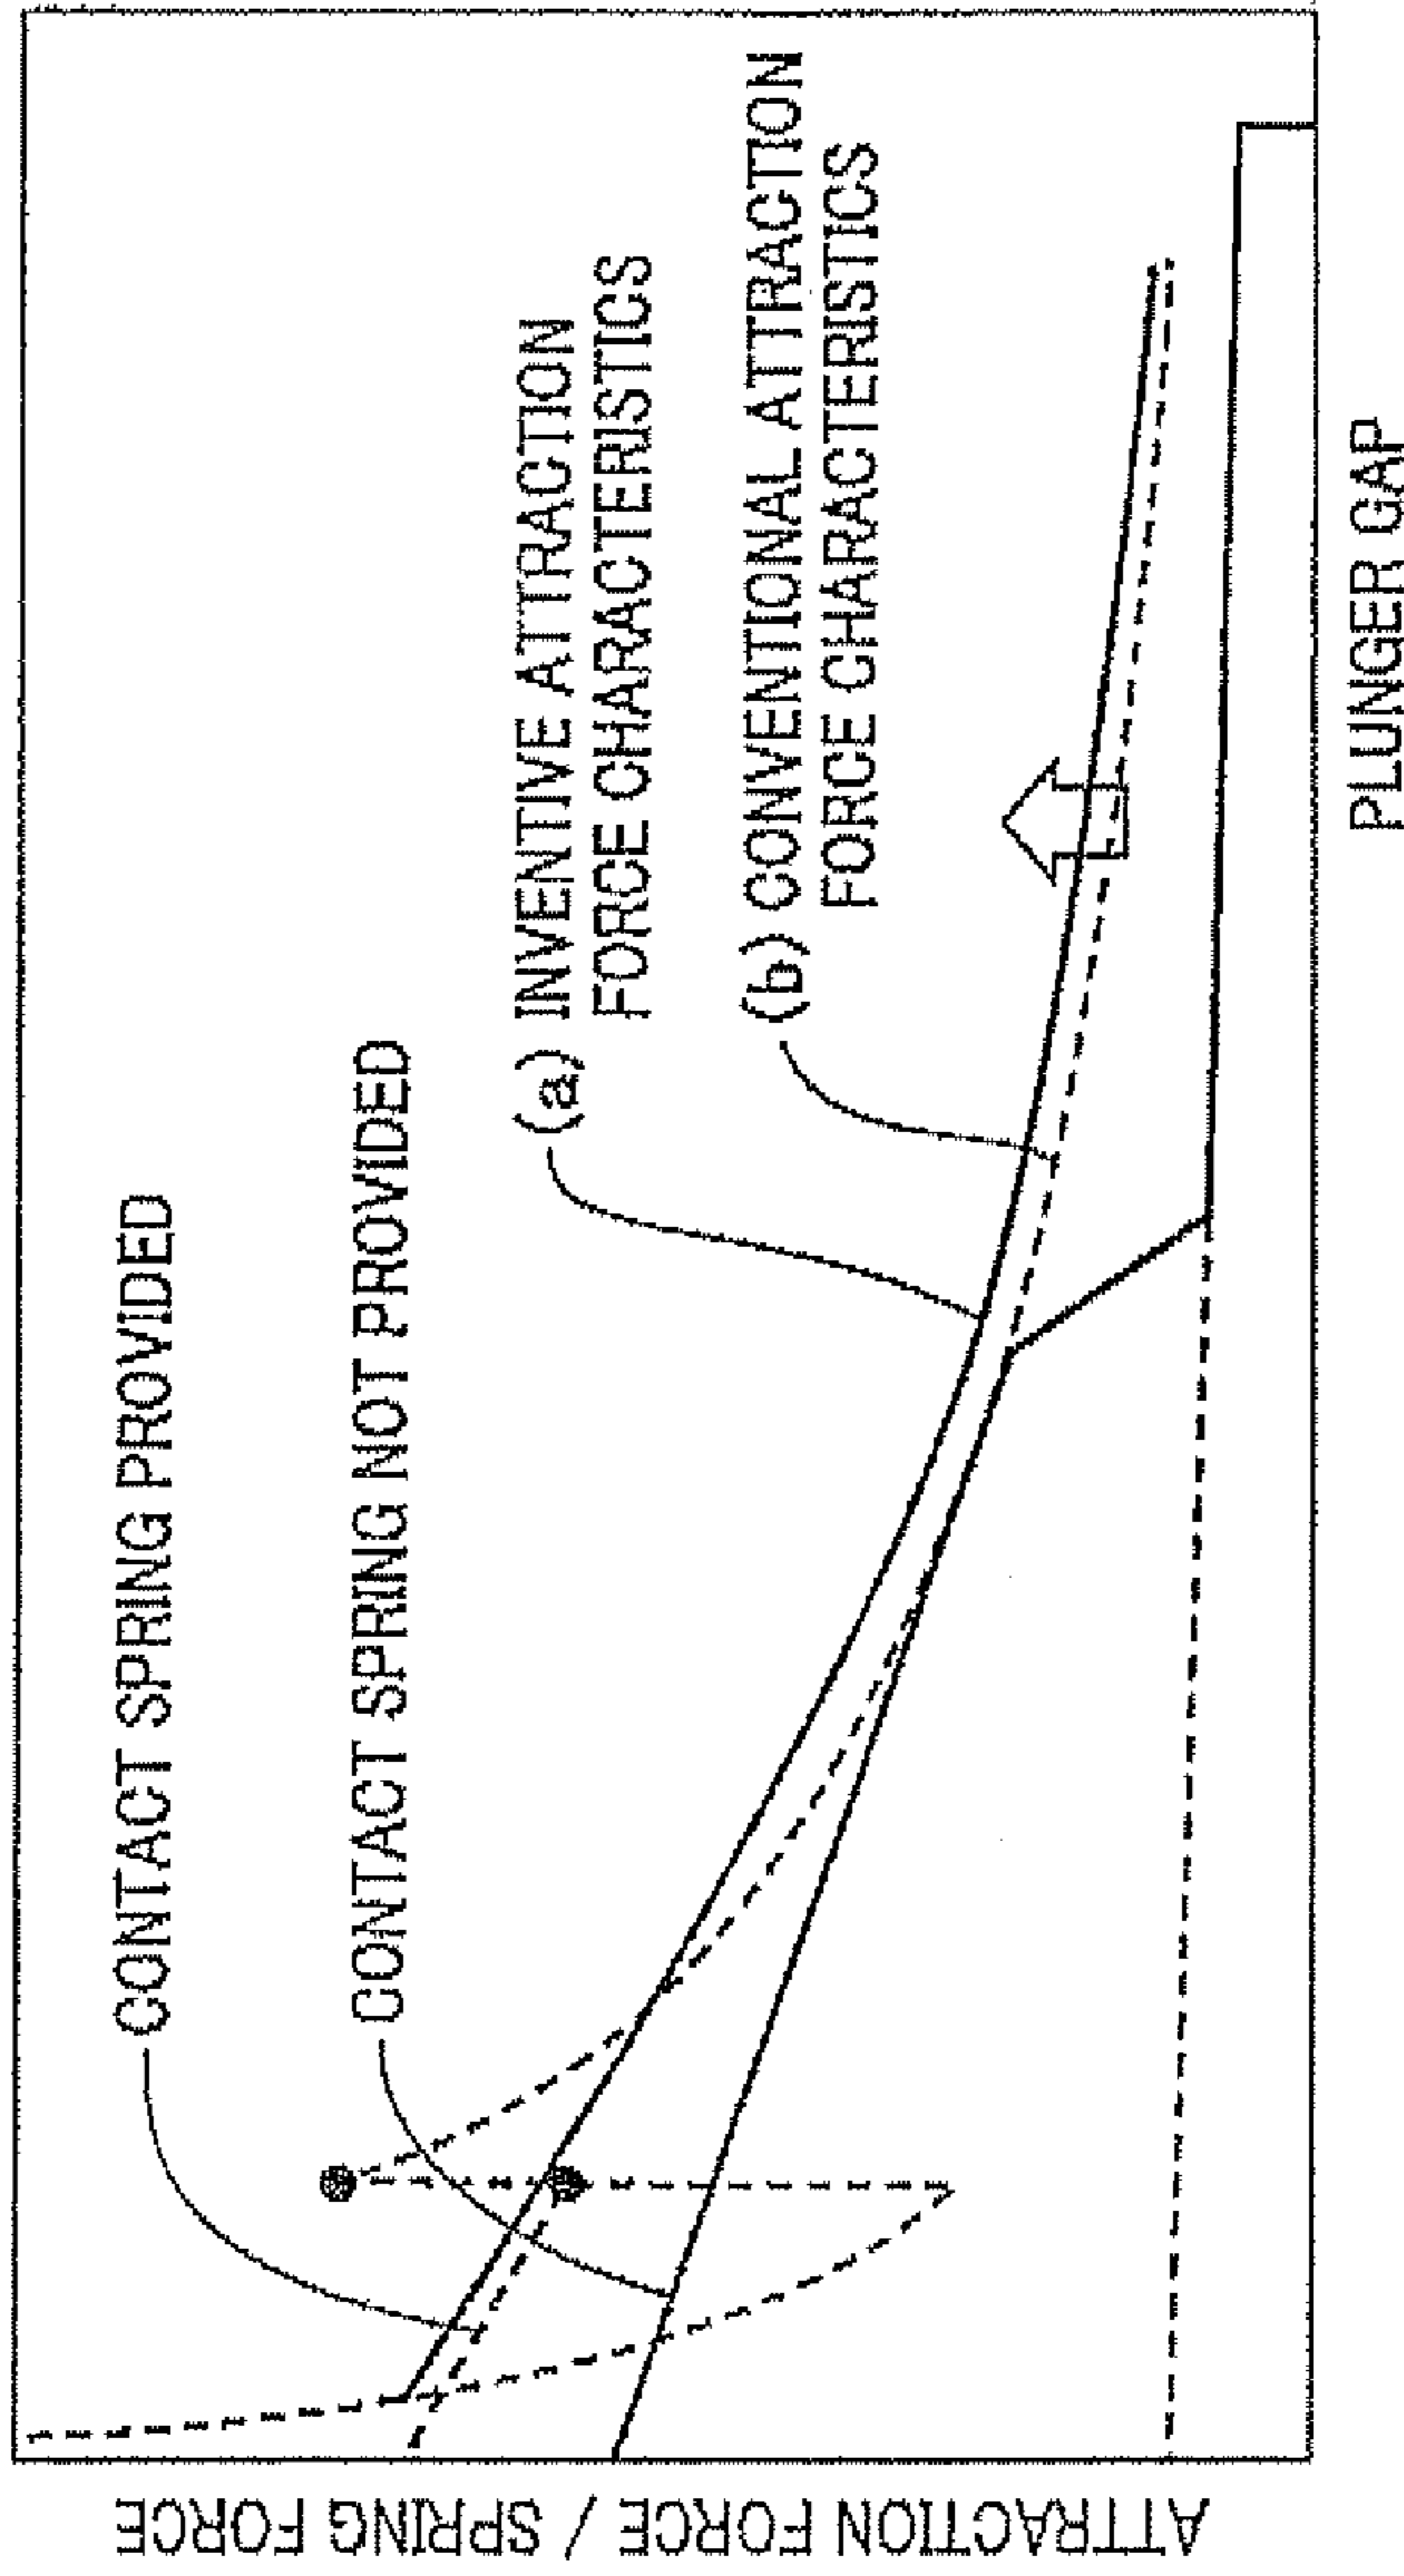 ATTRACTION FORCE / SPRING FORCE
CONTACT SPRING PROVIDED
CONTACT SPRING NOT PROVIDED
(a) INVENTIVE ATTRACTION
FORCE CHARACTERISTICS
(b) CONVENTIONAL ATTRACTION
FORCE CHARACTERISTICS
PLUNGER GAP